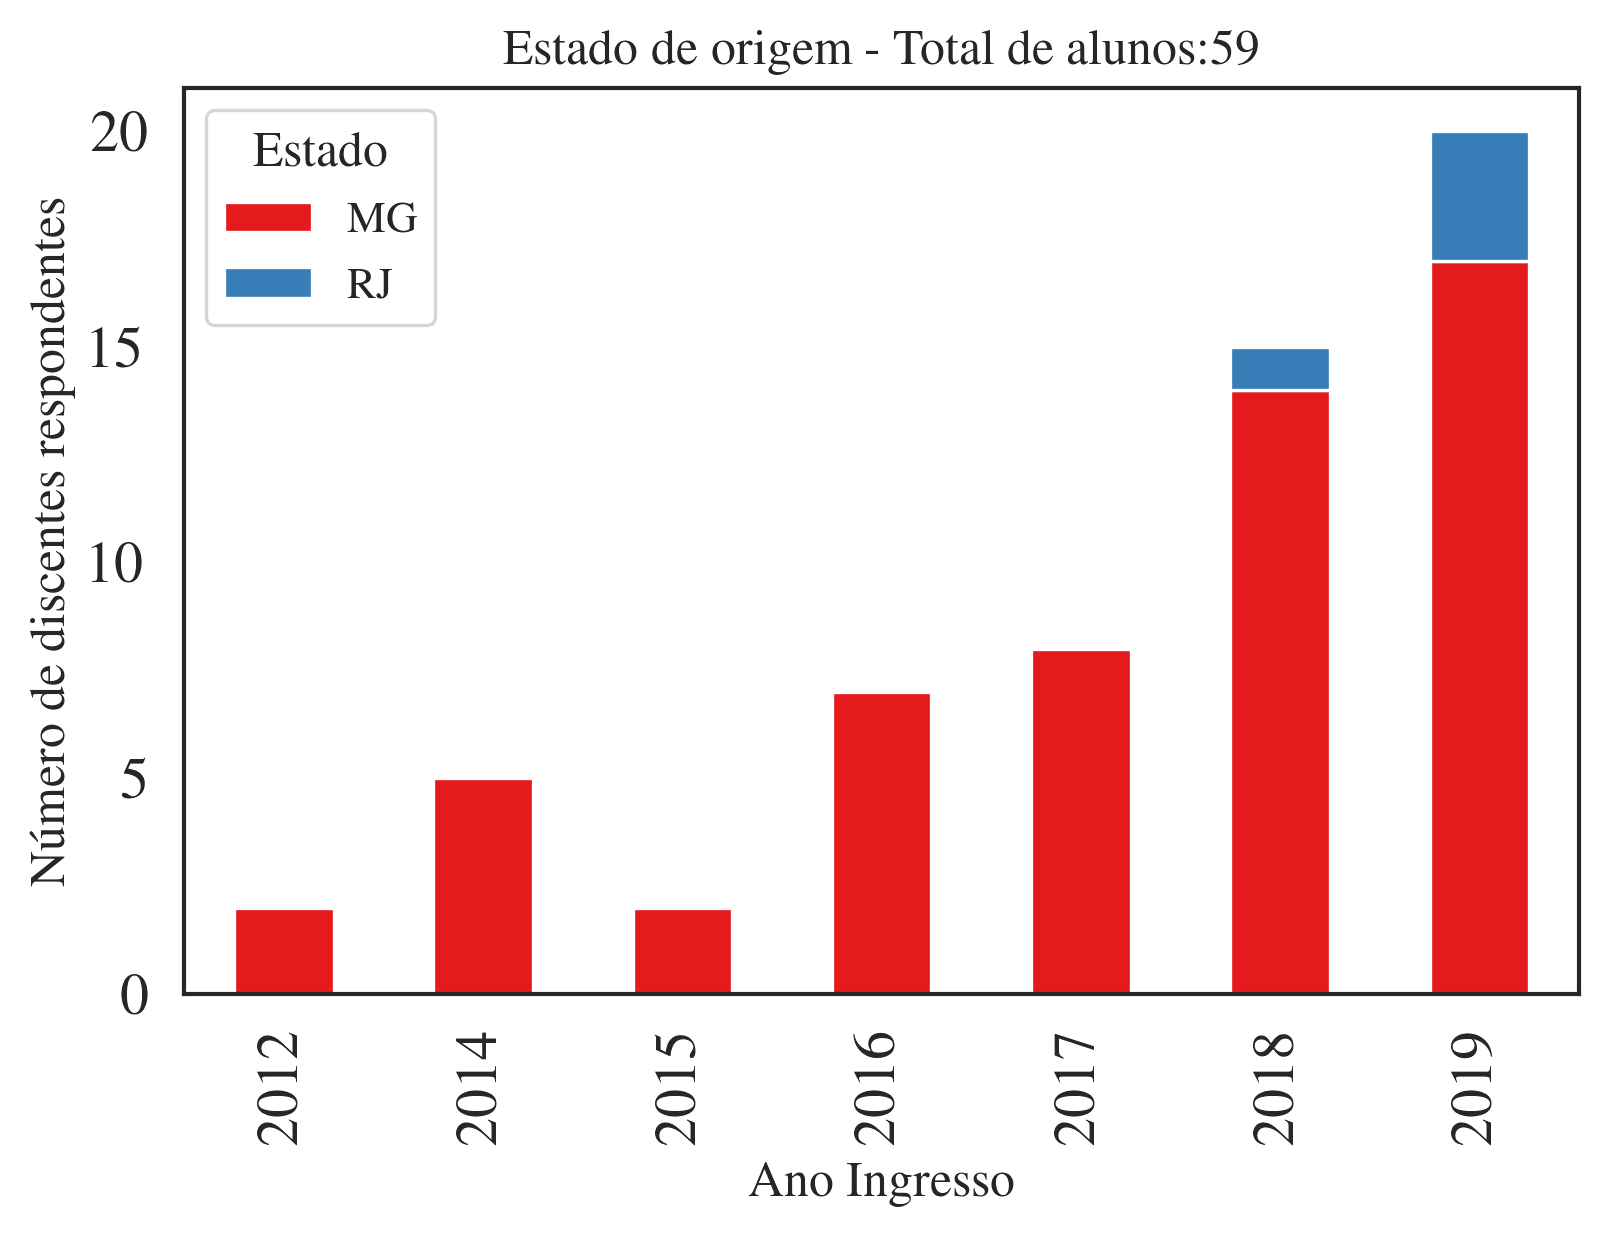 Estado de origem - Total de alunos:59
Estado
MG
RJ
Número de discentes respondentes
20
15
10
5
0
2012
2014
2015
2016
2017
2018
2019
Ano Ingresso